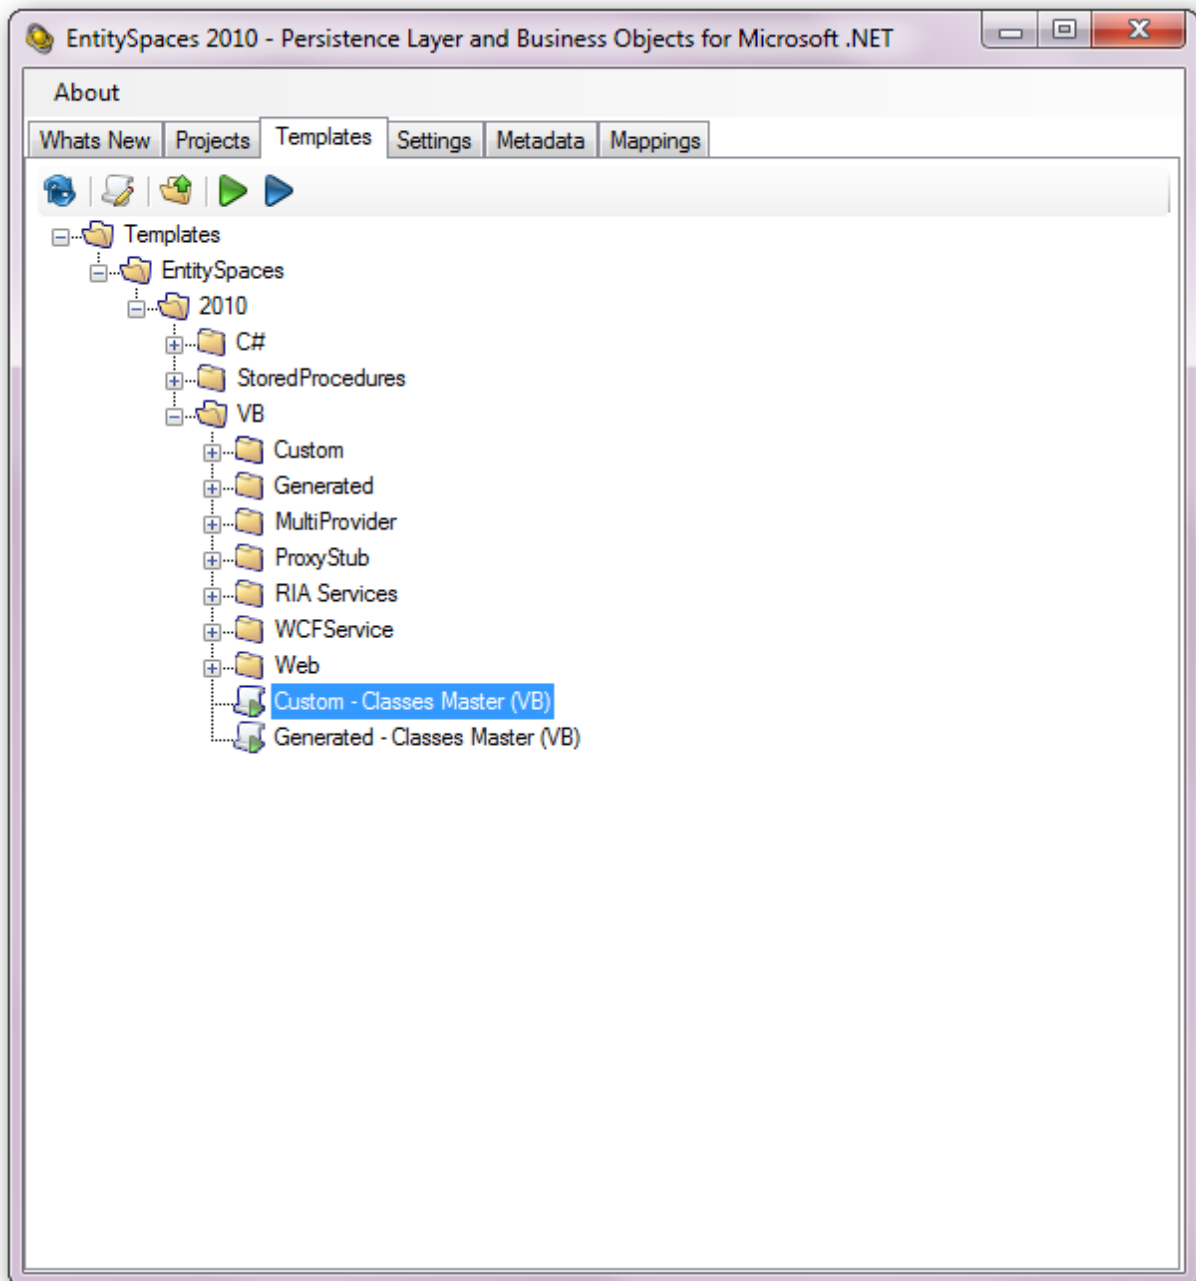 EntitySpaces 2010 - Persistence Layer and Business Objects for Microsoft .NET
About
Whats New Projects Templates Settings Metadata Mappings
Templates
EntitySpaces
2010
C#
StoredProcedures
VB
Custom
Generated
MultiProvider
ProxyStub
RIA Services
WCFService
Web
Custom - Classes Master (VB)
Generated - Classes Master (VB)